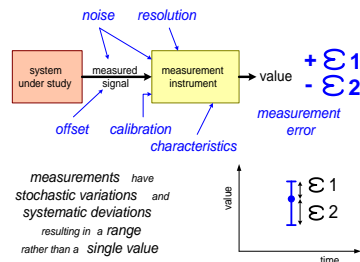 noise
resolution
system
under study
measured
signal
measurement
instrument
value
+ ε1
- ε2
measurement
error
offset
calibration
characteristics
measurements have
stochastic variations and
systematic deviations
resulting in a range
rather than a single value
value
ε1
ε2
time